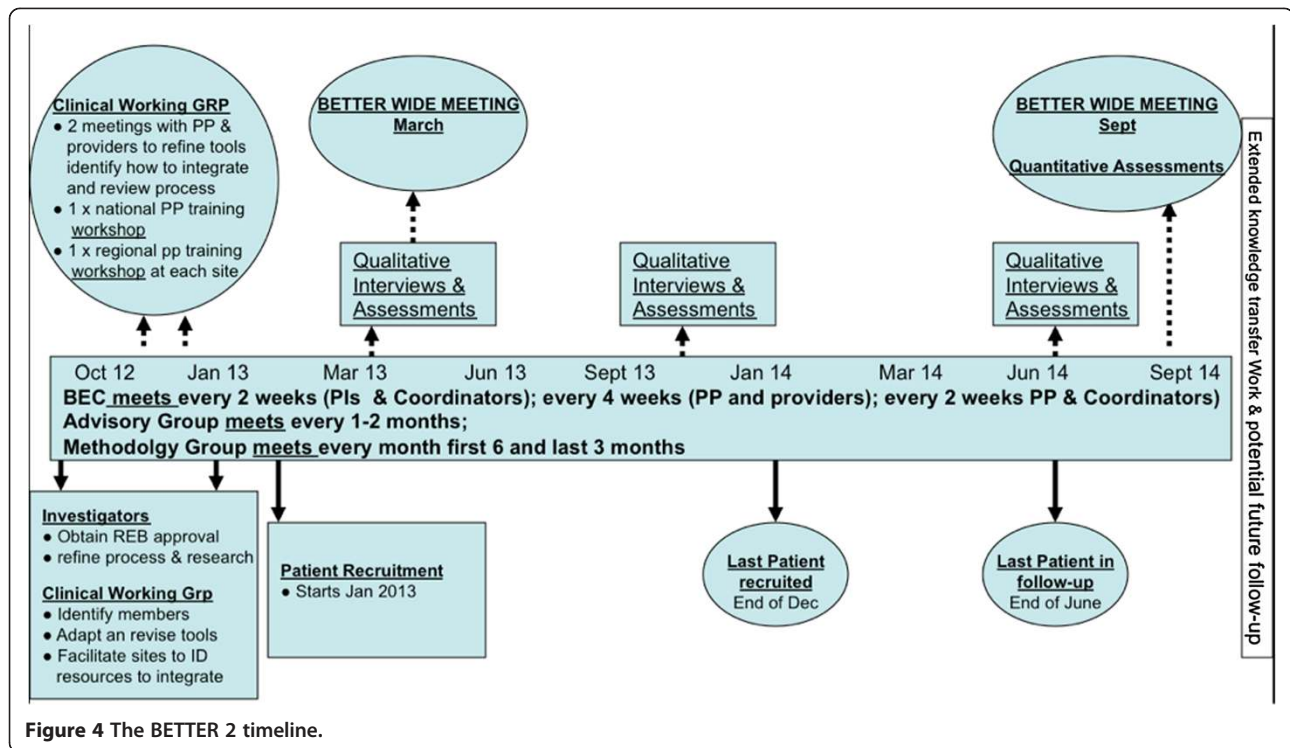 Clinical Working GRP
● 2 meetings with PP &
providers to refine tools
identify how to integrate
and review process
● 1 x national PP training
workshop
● 1 x regional pp training
workshop at each site
BETTER WIDE MEETING
March
BETTER WIDE MEETING
Sept
Quantitative Assessments
Qualitative
Interviews &
Assessments
Qualitative
Interviews &
Assessments
Qualitative
Interviews &
Assessments
Oct 12 Jan 13 Mar 13 Jun 13 Sept 13 Jan 14 Mar 14 Jun 14 Sept 14
BEC meets every 2 weeks (PIs & Coordinators); every 4 weeks (PP and providers); every 2 weeks PP & Coordinators)
Advisory Group meets every 1-2 months;
Methodolgy Group meets every month first 6 and last 3 months
Investigators
● Obtain REB approval
● refine process & research
Clinical Working Grp
● Identify members
● Adapt an revise tools
● Facilitate sites to ID
resources to integrate
Patient Recruitment
● Starts Jan 2013
Last Patient
recruited
End of Dec
Last Patient in
follow-up
End of June
Extended knowledge transfer Work & potential future follow-up
Figure 4 The BETTER 2 timeline.